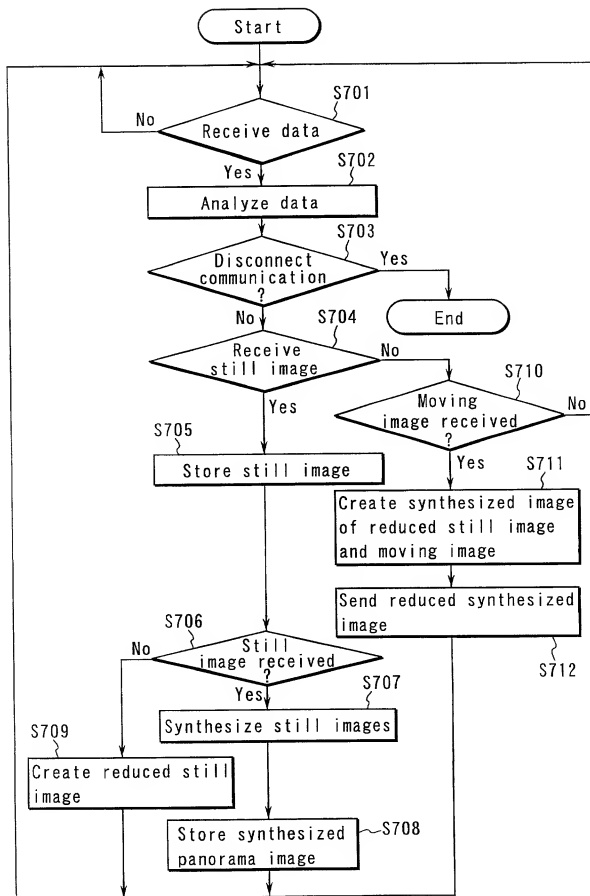 Start
S701
No
Receive data
S702
Yes
Analyze data
S703
Disconnect
communication
?
Yes
No
End
S704
Receive
still image
No
Yes
S710
Moving
image received
?
No
Yes
S705
Store still image
S711
Create synthesized image
of reduced still image
and moving image
Send reduced synthesized
image
S712
S706
No
Still
image received
?
Yes
S707
Synthesize still images
S709
Create reduced still
image
Store synthesized
panorama image
S708